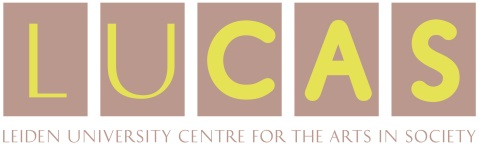 LUCAS
LEIDEN UNIVERSITY CENTRE FOR THE ARTS IN SOCIETY